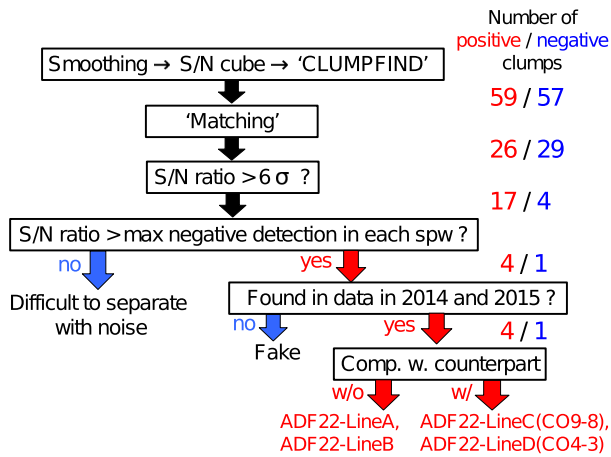 Number of
positive / negative
clumps
Smoothing → S/N cube → ‘CLUMPFIND’
59 / 57
‘Matching’
26 / 29
S/N ratio >6 σ ?
17 / 4
S/N ratio >max negative detection in each spw ?
no
yes
4 / 1
Difficult to separate
with noise
Found in data in 2014 and 2015 ?
no
yes
4 / 1
Fake
Comp. w. counterpart
w/o
w/
ADF22-LineA,
ADF22-LineB
ADF22-LineC(CO9-8),
ADF22-LineD(CO4-3)